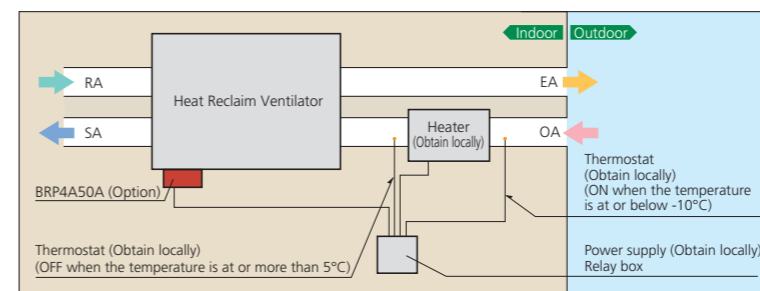 Indoor Outdoor
RA
EA
Heat Reclaim Ventilator
SA
Heater
(Obtain locally)
OA
Thermostat
(Obtain locally)
(ON when the temperature
is at or below -10°C)
BRP4A50A (Option)
Thermostat (Obtain locally)
(OFF when the temperature is at or more than 5°C)
Power supply (Obtain locally)
Relay box